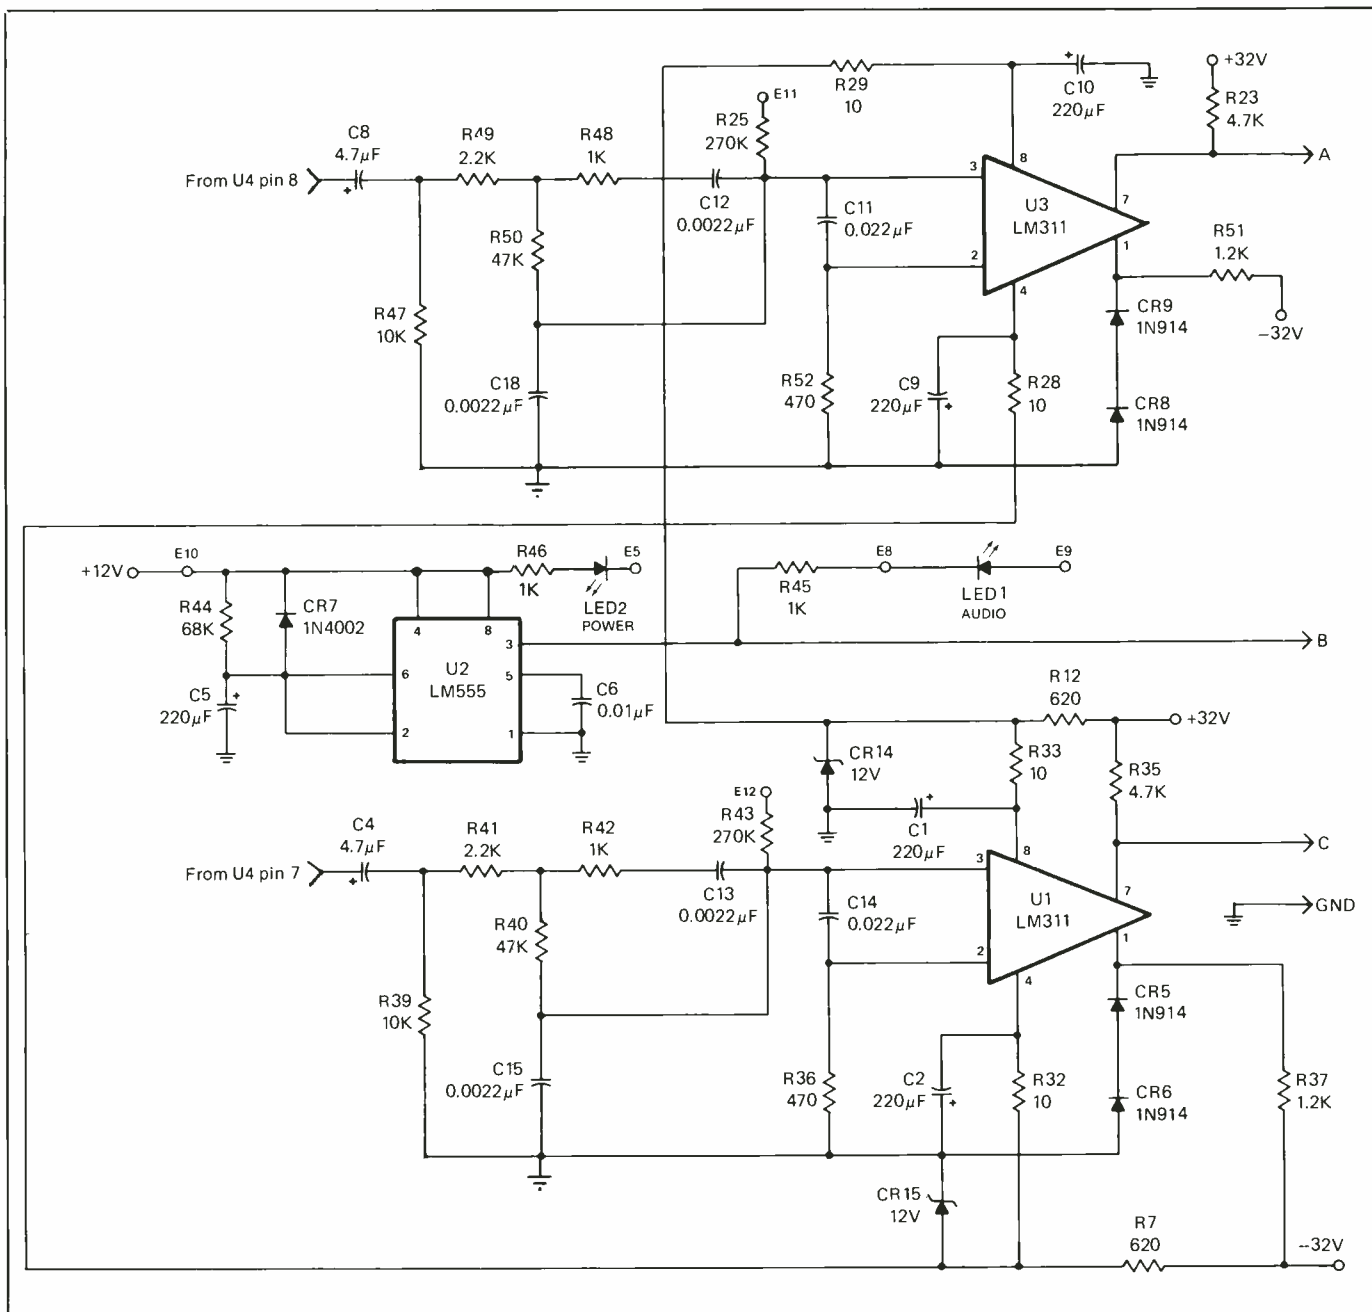 +32V
R23
4.7K
A
R29
10
C10
220µF
+
E11
R25
270K
C8
4.7µF
+
R49
2.2K
R48
1K
From U4 pin 8
C12
0.0022µF
C11
0.022µF
3
8
U3
LM311
7
2
1
4
R51
1.2K
-32V
R50
47K
R47
10K
CR9
1N914
C18
0.0022µF
R52
470
C9
220µF
+
R28
10
CR8
1N914
+12V
E10
R46
1K
E5
LED2
POWER
R45
1K
E8
E9
LED1
AUDIO
R44
68K
CR7
1N4002
4
8
3
B
6
U2
LM555
5
2
1
C5
220µF
+
C6
0.01µF
R12
620
+32V
CR14
12V
R33
10
R35
4.7K
C1
220µF
+
E12
R43
270K
C4
4.7µF
+
R41
2.2K
R42
1K
From U4 pin 7
C13
0.0022µF
C14
0.022µF
3
8
U1
LM311
7
2
1
4
C
GND
R40
47K
R39
10K
CR5
1N914
C15
0.0022µF
R36
470
C2
220µF
+
R32
10
CR6
1N914
R37
1.2K
CR15
12V
R7
620
-32V